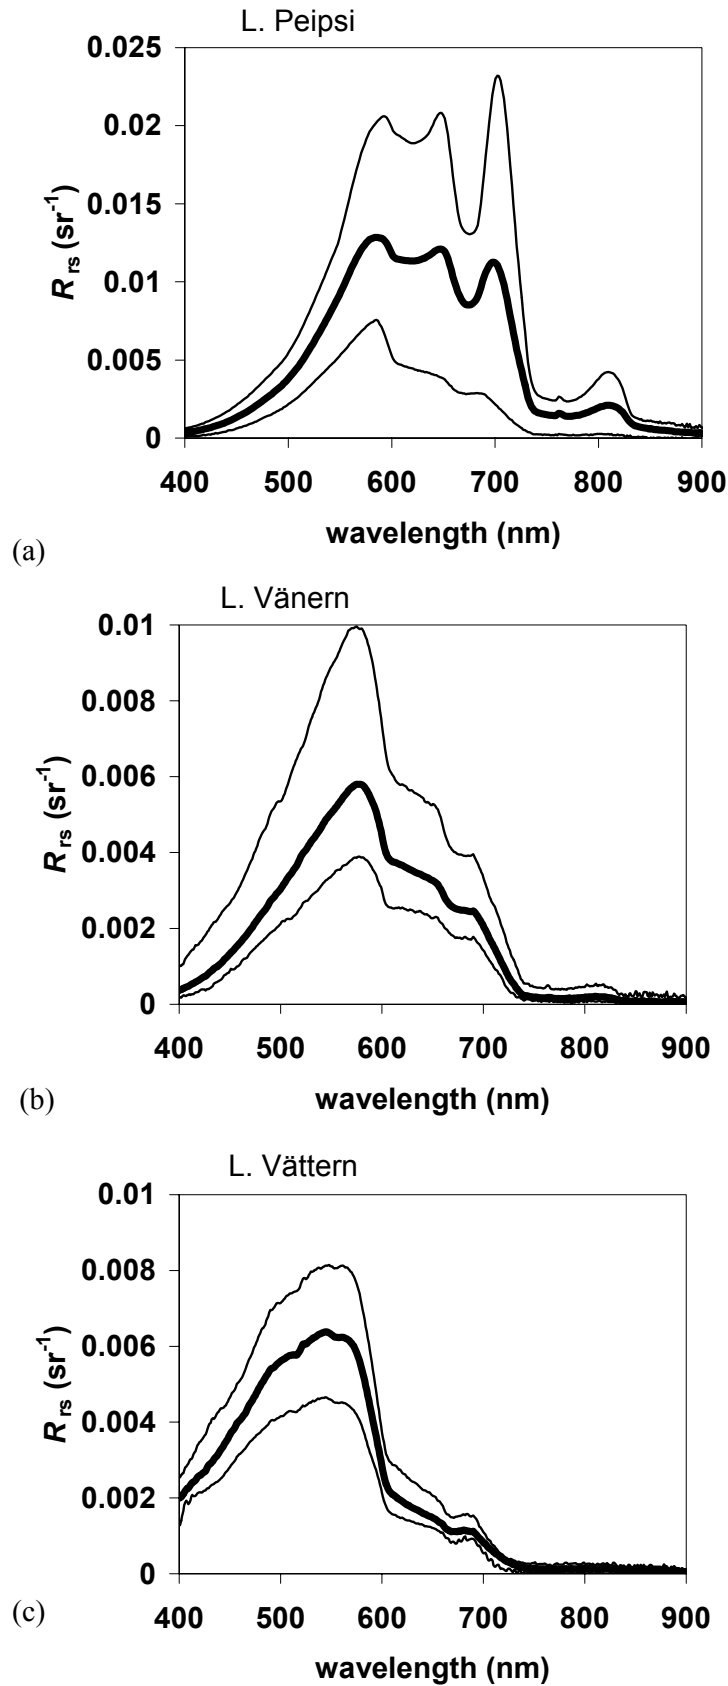 L. Peipsi
0.025
0.02
0.015
0.01
0.005
0
R_rs (sr^-1)
400 500 600 700 800 900
wavelength (nm)
(a)
L. Vänern
0.01
0.008
0.006
0.004
0.002
0
R_rs (sr^-1)
400 500 600 700 800 900
wavelength (nm)
(b)
L. Vättern
0.01
0.008
0.006
0.004
0.002
0
R_rs (sr^-1)
400 500 600 700 800 900
wavelength (nm)
(c)